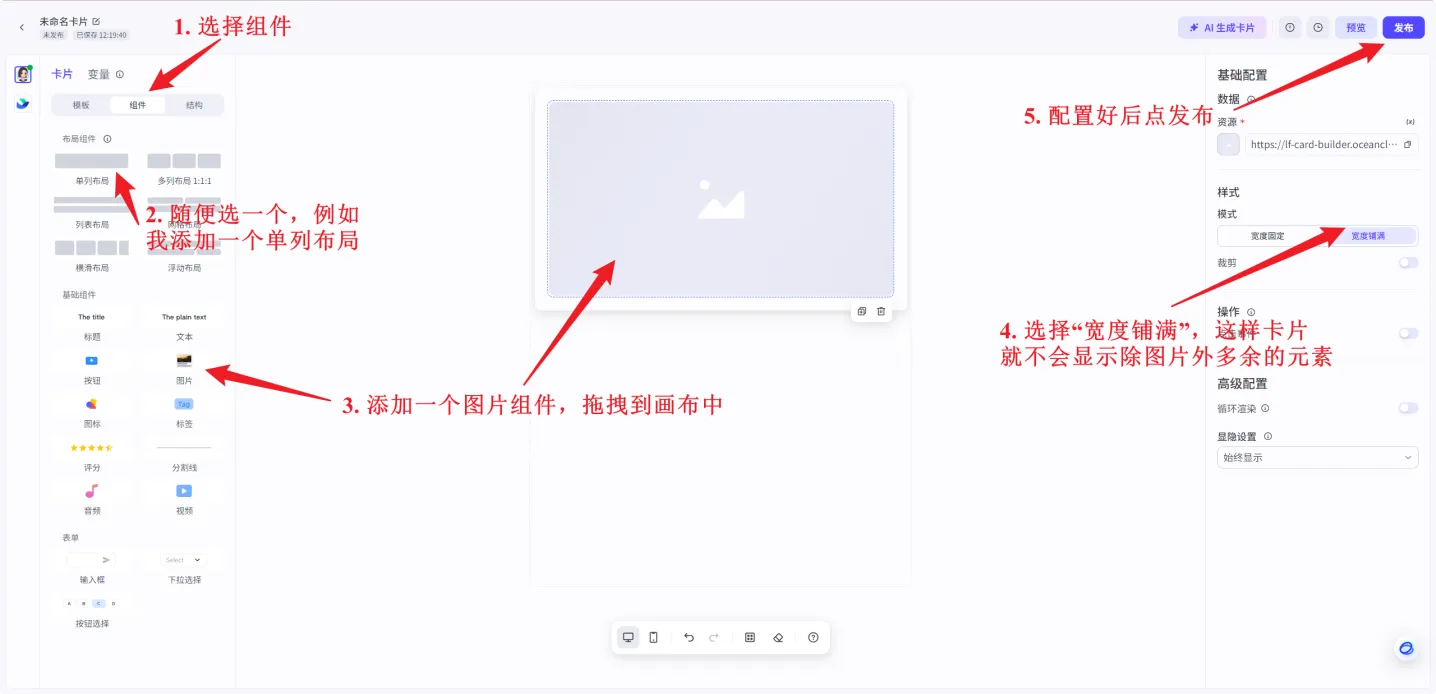 未命名卡片
未发布 已保存 12:19:40
1. 选择组件
AI 生成卡片
预览
发布
卡片 变量
模板 组件 结构
布局组件
单列布局 多列布局 1:1:1
列表布局 网格布局
横滑布局 浮动布局
2. 随便选一个，例如
我添加一个单列布局
基础组件
The title The plain text
标题 文本
按钮 图片
Tag
图标 标签
评分 分割线
音频 视频
表单
Select
输入框 下拉选择
A B C D
按钮选择
3. 添加一个图片组件，拖拽到画布中
基础配置
数据
5. 配置好后点发布
资源 * (x)
https://lf-card-builder.oceancl···
样式
模式
宽度固定 宽度铺满
裁剪
操作
4. 选择“宽度铺满”，这样卡片
就不会显示除图片外多余的元素
高级配置
循环渲染
显隐设置
始终显示